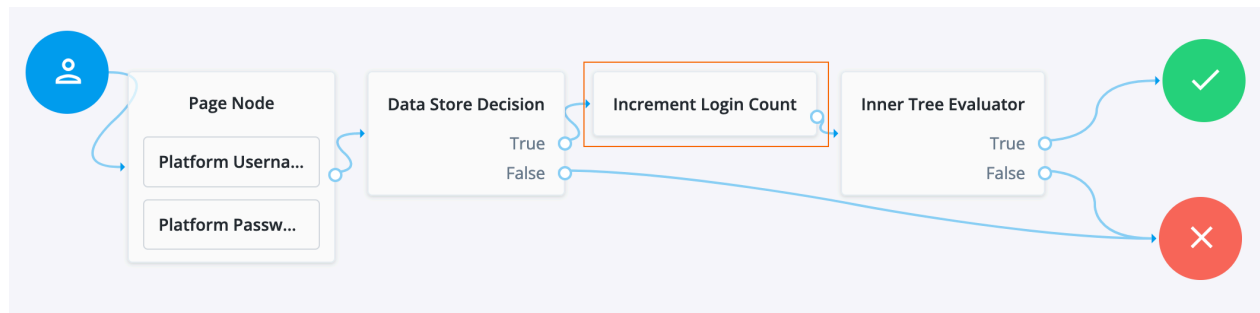 Page Node
Platform Userna...
Platform Passw...
Data Store Decision
True
False
Increment Login Count
Inner Tree Evaluator
True
False